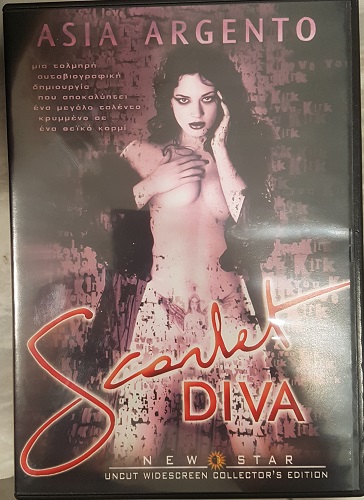 ASIA ARGENTO
μια τολμηρή
αυτοβιογραφική
δημιουργία
που αποκαλύπτει
ένα μεγάλο ταλέντο
κρυμμένο σε
ένα θεϊκό κορμί
Scarlet
DIVA
NEW STAR
UNCUT WIDESCREEN COLLECTOR'S EDITION